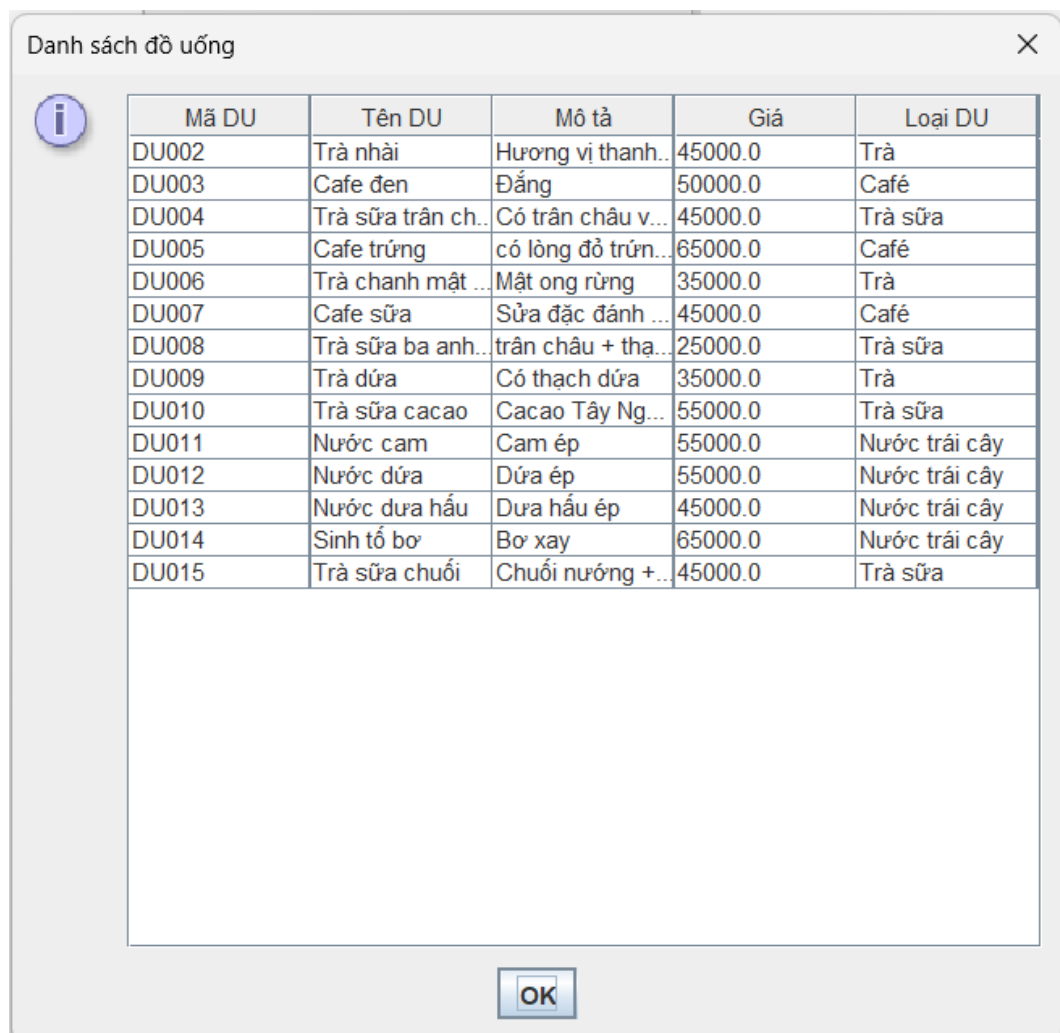 Danh sách đồ uống
i
Mã DU Tên DU Mô tả Giá Loại DU
DU002 Trà nhài Hương vị thanh... 45000.0 Trà
DU003 Cafe đen Đắng 50000.0 Café
DU004 Trà sữa trân ch... Có trân châu v... 45000.0 Trà sữa
DU005 Cafe trứng có lòng đỏ trứn... 65000.0 Café
DU006 Trà chanh mật ... Mật ong rừng 35000.0 Trà
DU007 Cafe sữa Sửa đặc đánh ... 45000.0 Café
DU008 Trà sữa ba anh... trân châu + thạ... 25000.0 Trà sữa
DU009 Trà dứa Có thạch dứa 35000.0 Trà
DU010 Trà sữa cacao Cacao Tây Ng... 55000.0 Trà sữa
DU011 Nước cam Cam ép 55000.0 Nước trái cây
DU012 Nước dứa Dứa ép 55000.0 Nước trái cây
DU013 Nước dưa hấu Dưa hấu ép 45000.0 Nước trái cây
DU014 Sinh tố bơ Bơ xay 65000.0 Nước trái cây
DU015 Trà sữa chuối Chuối nướng +... 45000.0 Trà sữa
OK